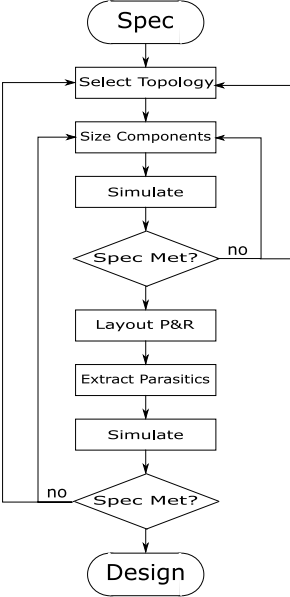 Spec
Select Topology
Size Components
Simulate
Spec Met?
no
Layout P&R
Extract Parasitics
Simulate
Spec Met?
no
Design